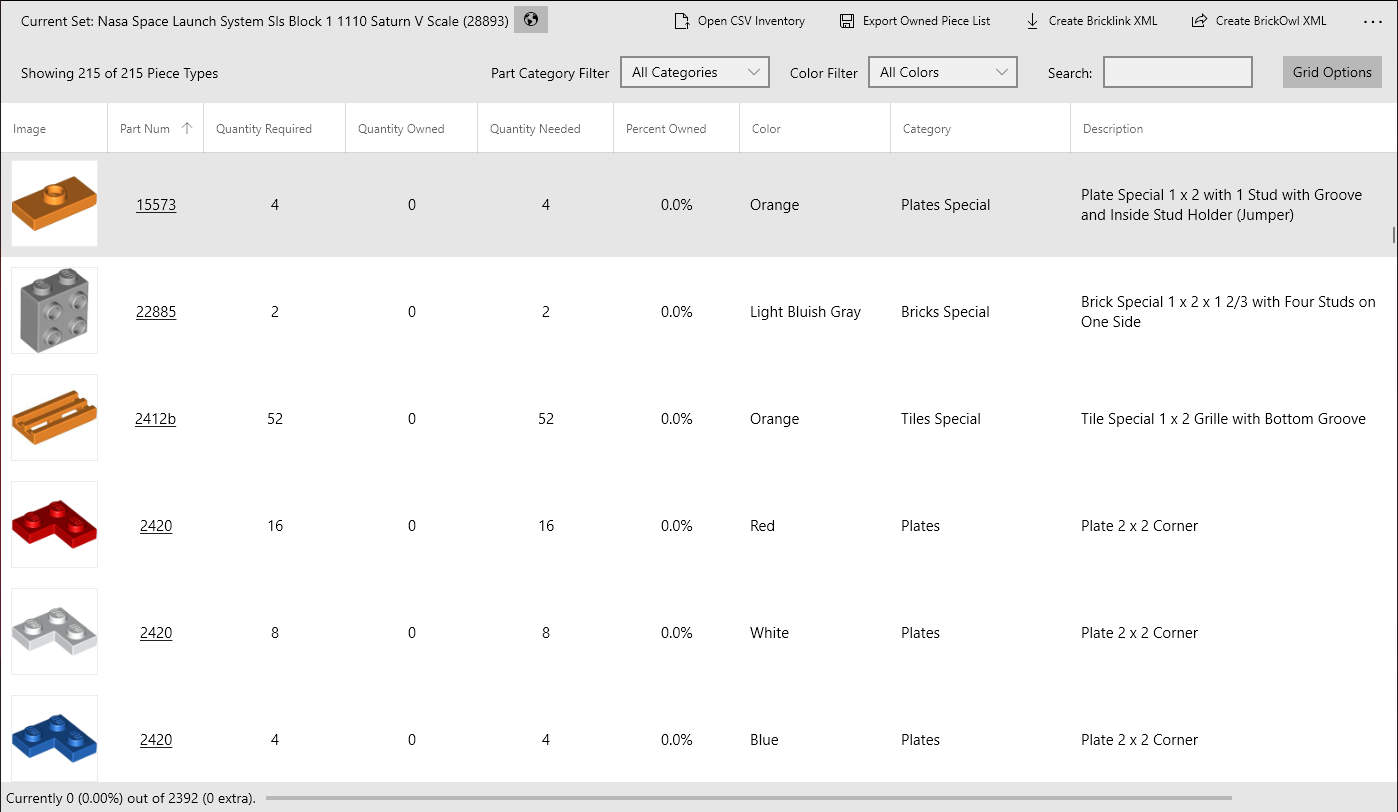 Current Set: Nasa Space Launch System Sls Block 1 1110 Saturn V Scale (28893) Open CSV Inventory Export Owned Piece List Create Bricklink XML Create BrickOwl XML ...
Showing 215 of 215 Piece Types Part Category Filter All Categories Color Filter All Colors Search: Grid Options
Image Part Num Quantity Required Quantity Owned Quantity Needed Percent Owned Color Category Description
15573 4 0 4 0.0% Orange Plates Special Plate Special 1 x 2 with 1 Stud with Groove
and Inside Stud Holder (Jumper)
22885 2 0 2 0.0% Light Bluish Gray Bricks Special Brick Special 1 x 2 x 1 2/3 with Four Studs on
One Side
2412b 52 0 52 0.0% Orange Tiles Special Tile Special 1 x 2 Grille with Bottom Groove
2420 16 0 16 0.0% Red Plates Plate 2 x 2 Corner
2420 8 0 8 0.0% White Plates Plate 2 x 2 Corner
2420 4 0 4 0.0% Blue Plates Plate 2 x 2 Corner
Currently 0 (0.00%) out of 2392 (0 extra).